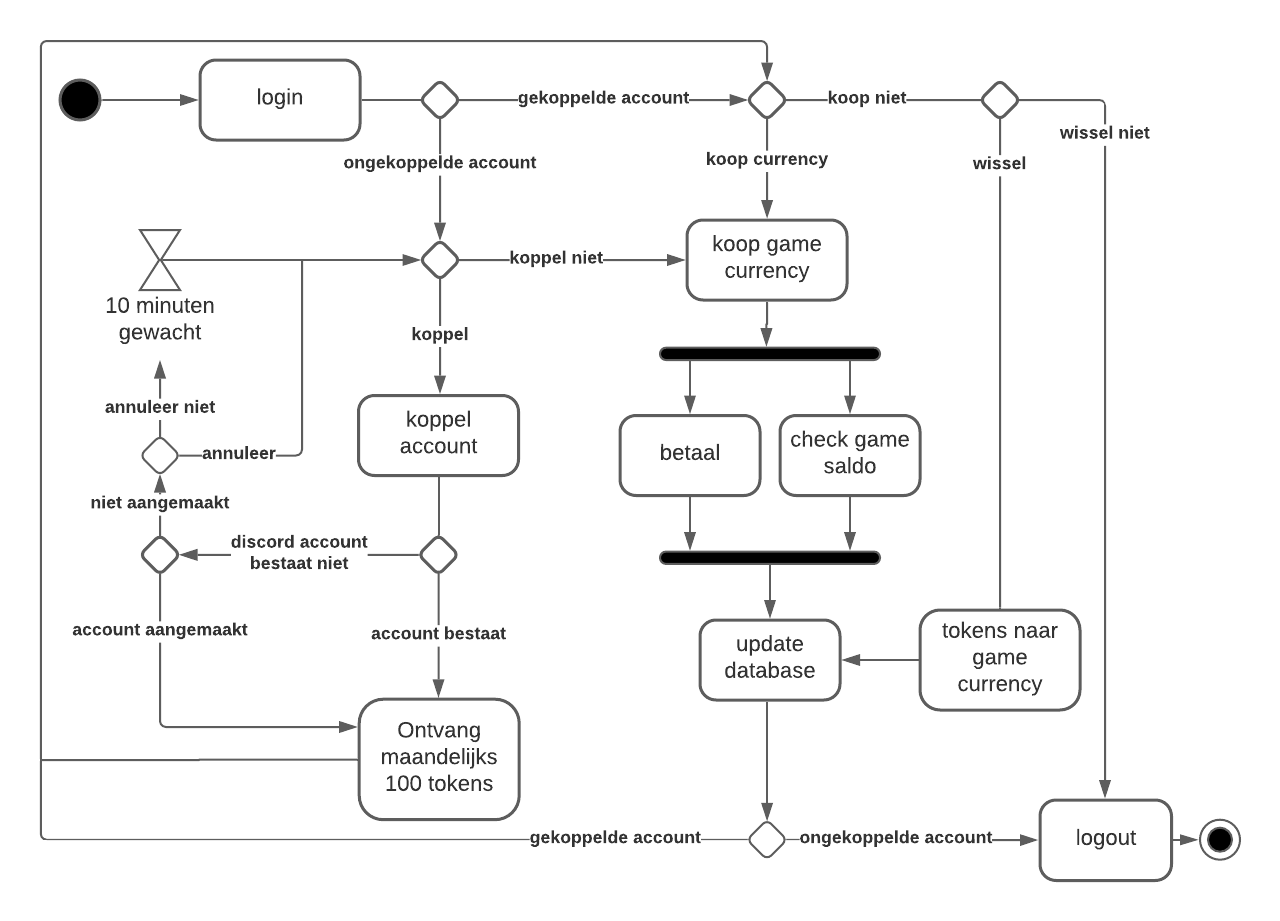 login
gekoppelde account
koop niet
wissel niet
ongekoppelde account
koop currency
wissel
koppel niet
koop game
currency
10 minuten
gewacht
koppel
annuleer niet
koppel
account
annuleer
betaal
check game
saldo
niet aangemaakt
discord account
bestaat niet
account aangemaakt
account bestaat
update
database
tokens naar
game
currency
Ontvang
maandelijks
100 tokens
gekoppelde account
ongekoppelde account
logout